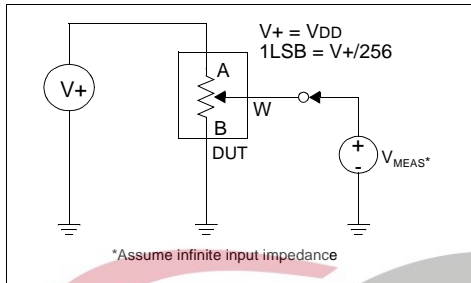 V+ = VDD
1LSB = V+/256
V+
A
W
B
DUT
+
-
VMEAS*
*Assume infinite input impedance